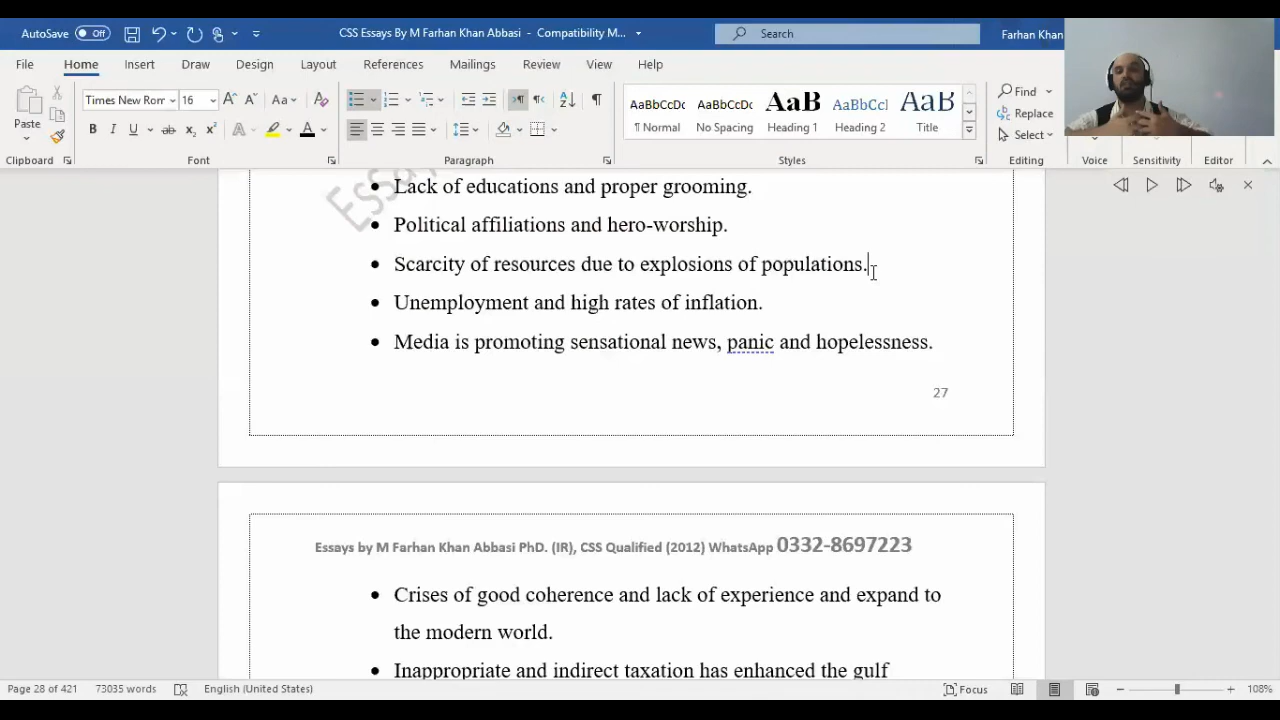 AutoSave Off CSS Essays By M Farhan Khan Abbasi - Compatibility M... Search Farhan Khan
File Home Insert Draw Design Layout References Mailings Review View Help
Paste Times New Rorr 16 A A Aa A Find
AaBbCcDc AaBbCcDc AaB AaBbCcI AaB Replace
B I U ab x₂ x² A A ¶ Normal No Spacing Heading 1 Heading 2 Title Select
Clipboard Font Paragraph Styles Editing Voice Sensitivity Editor
• Lack of educations and proper grooming.
• Political affiliations and hero-worship.
• Scarcity of resources due to explosions of populations.
• Unemployment and high rates of inflation.
• Media is promoting sensational news, panic and hopelessness.
27
Essays by M Farhan Khan Abbasi PhD. (IR), CSS Qualified (2012) WhatsApp 0332-8697223
• Crises of good coherence and lack of experience and expand to
the modern world.
• Inappropriate and indirect taxation has enhanced the gulf
Page 28 of 421 73035 words English (United States) Focus 108%